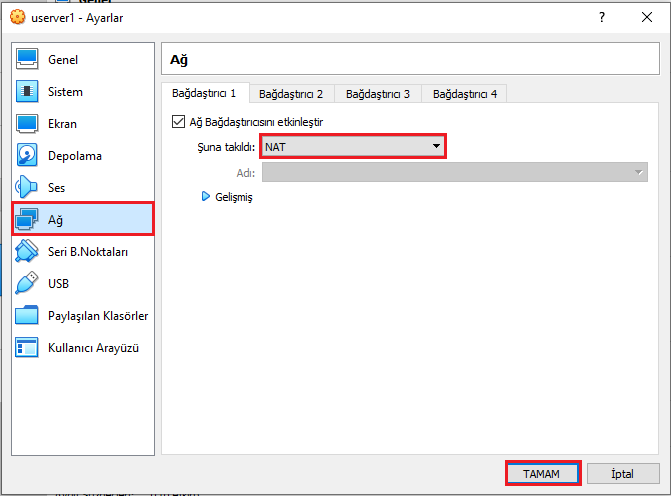 userver1 - Ayarlar
?
Genel
Sistem
Ekran
Depolama
Ses
Ağ
Seri B.Noktaları
USB
Paylaşılan Klasörler
Kullanıcı Arayüzü
Ağ
Bağdaştırıcı 1 Bağdaştırıcı 2 Bağdaştırıcı 3 Bağdaştırıcı 4
Ağ Bağdaştırıcısını etkinleştir
Şuna takıldı: NAT
Adı:
Gelişmiş
TAMAM İptal